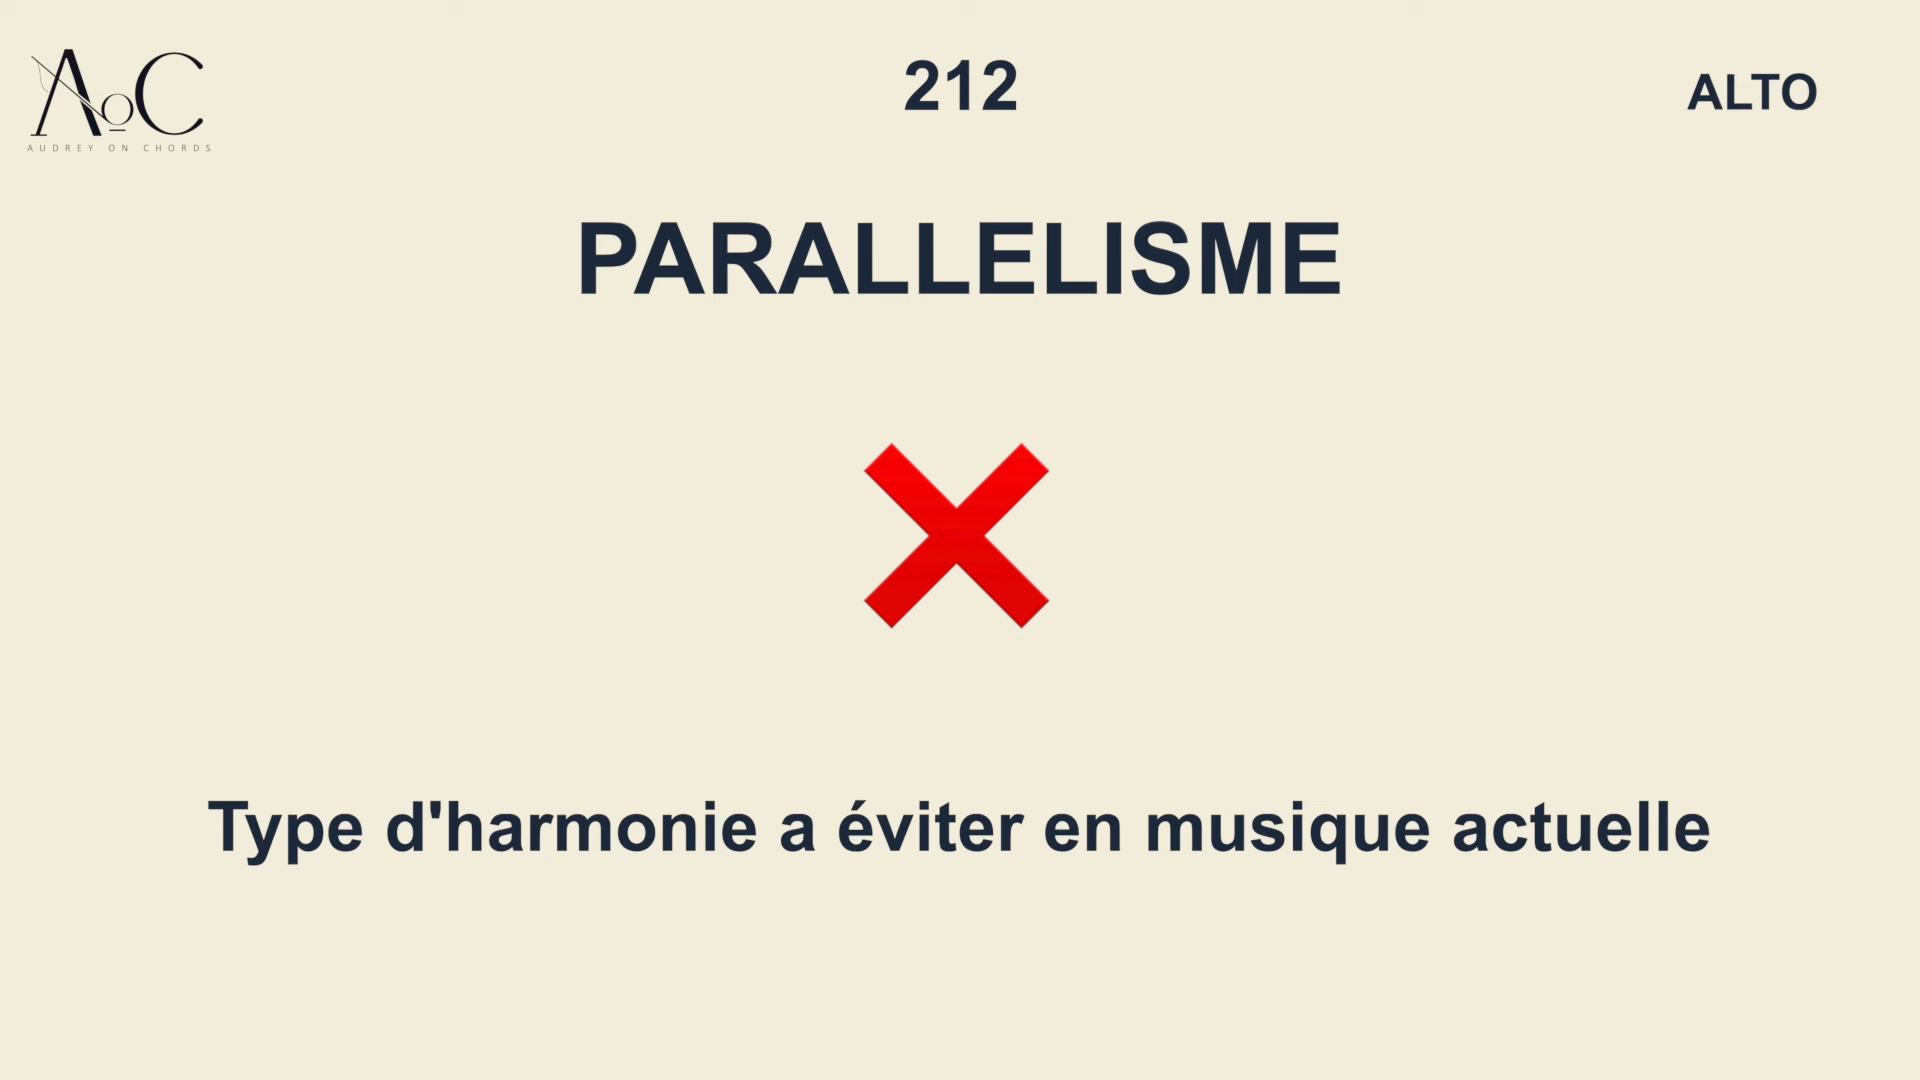 AoC
AUDREY ON CHORDS
212
ALTO
PARALLELISME
Type d'harmonie a éviter en musique actuelle